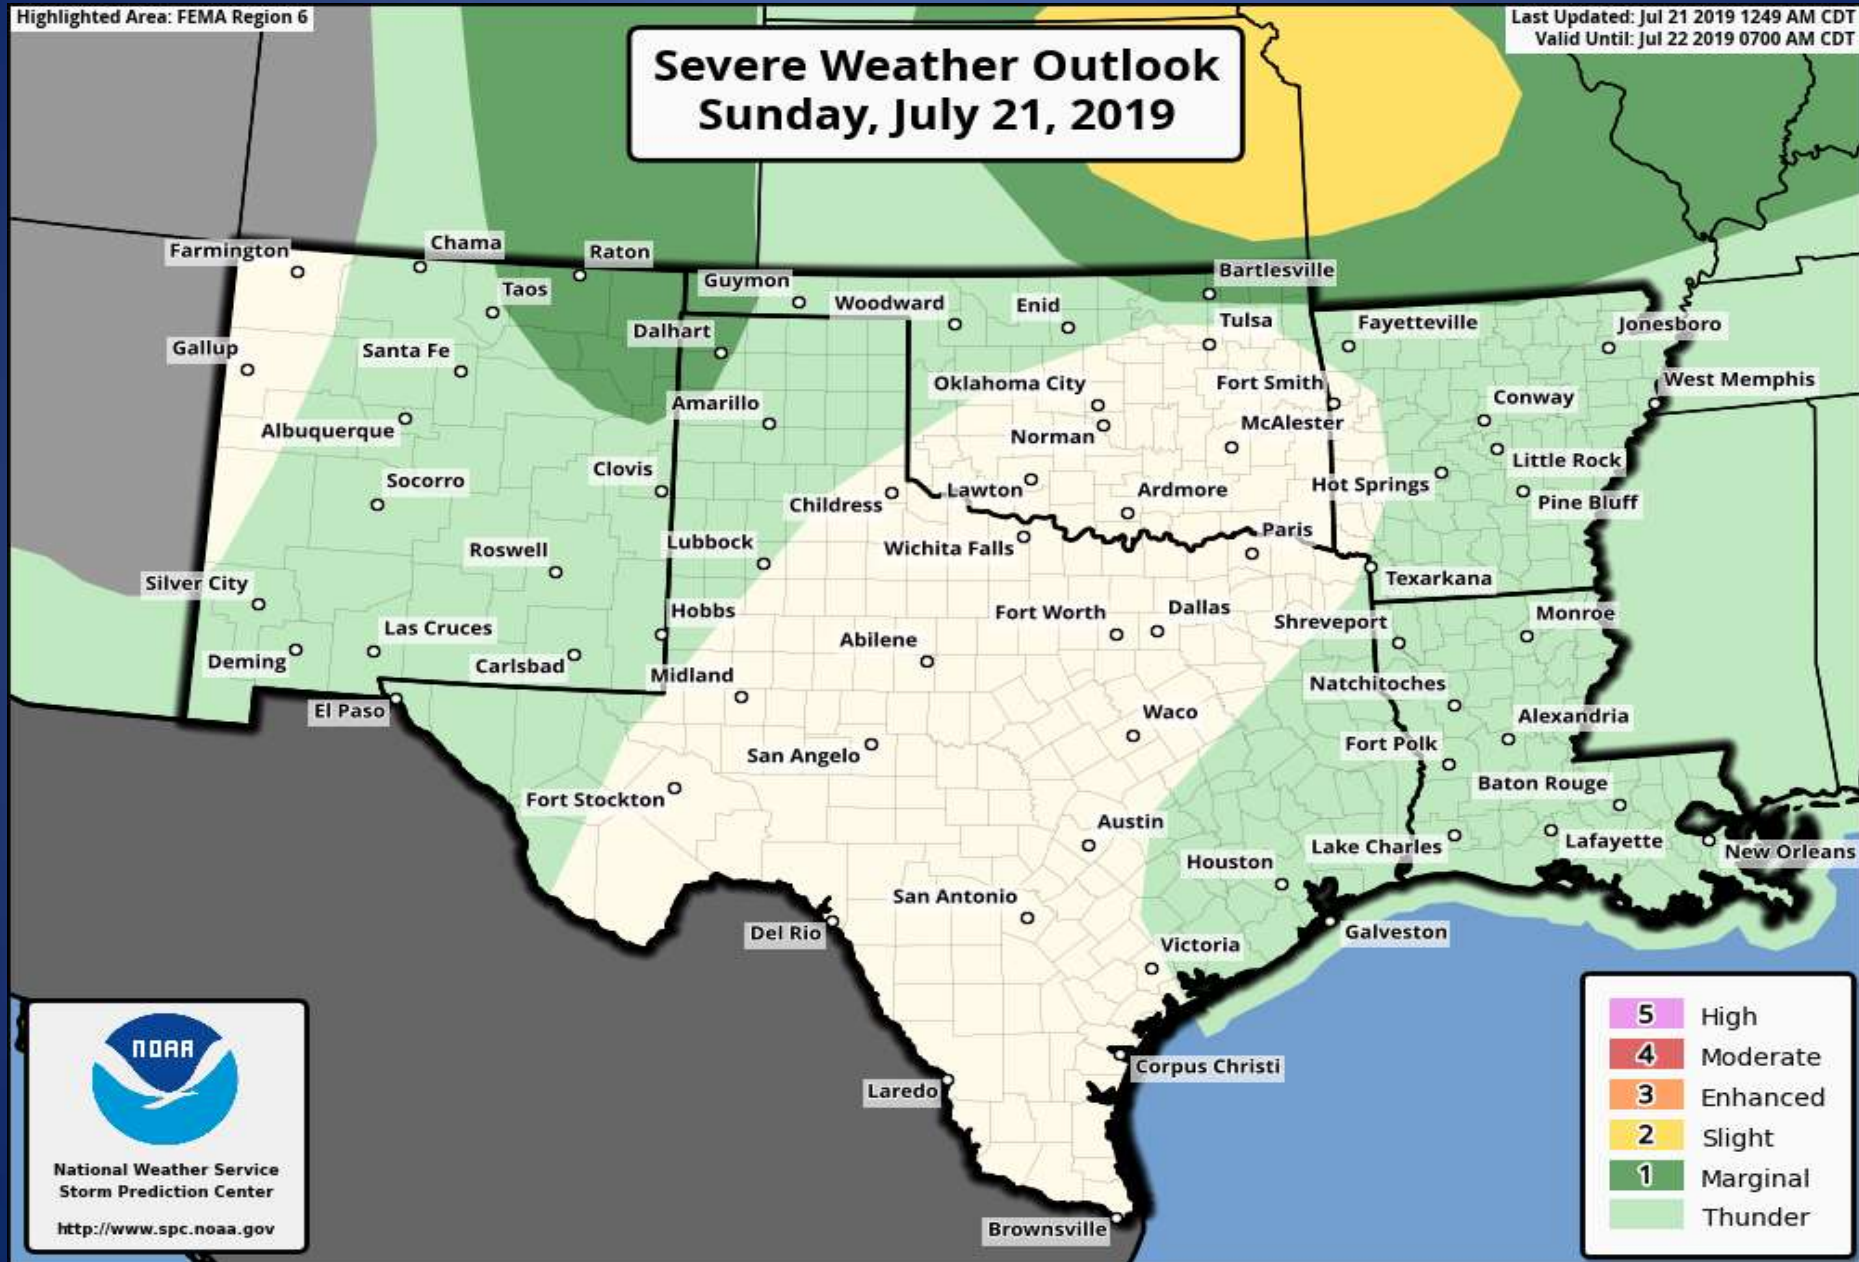 Highlighted Area: FEMA Region 6
Last Updated: Jul 21 2019 1249 AM CDT
Valid Until: Jul 22 2019 0700 AM CDT
Severe Weather Outlook
Sunday, July 21, 2019
Farmington
Chama
Raton
Taos
Guymon
Woodward
Enid
Bartlesville
Tulsa
Dalhart
Gallup
Santa Fe
Fayetteville
Jonesboro
Oklahoma City
Fort Smith
West Memphis
Amarillo
Albuquerque
Norman
McAlester
Conway
Socorro
Clovis
Childress
Lawton
Ardmore
Hot Springs
Little Rock
Pine Bluff
Roswell
Lubbock
Wichita Falls
Paris
Silver City
Texarkana
Hobbs
Fort Worth
Dallas
Shreveport
Monroe
Las Cruces
Abilene
Deming
Carlsbad
Midland
Natchitoches
El Paso
Waco
Alexandria
San Angelo
Fort Polk
Fort Stockton
Baton Rouge
Austin
Lake Charles
Lafayette
New Orleans
Houston
San Antonio
Del Rio
Galveston
Victoria
Corpus Christi
Laredo
Brownsville
NOAA
National Weather Service
Storm Prediction Center
http://www.spc.noaa.gov
5 High
4 Moderate
3 Enhanced
2 Slight
1 Marginal
Thunder